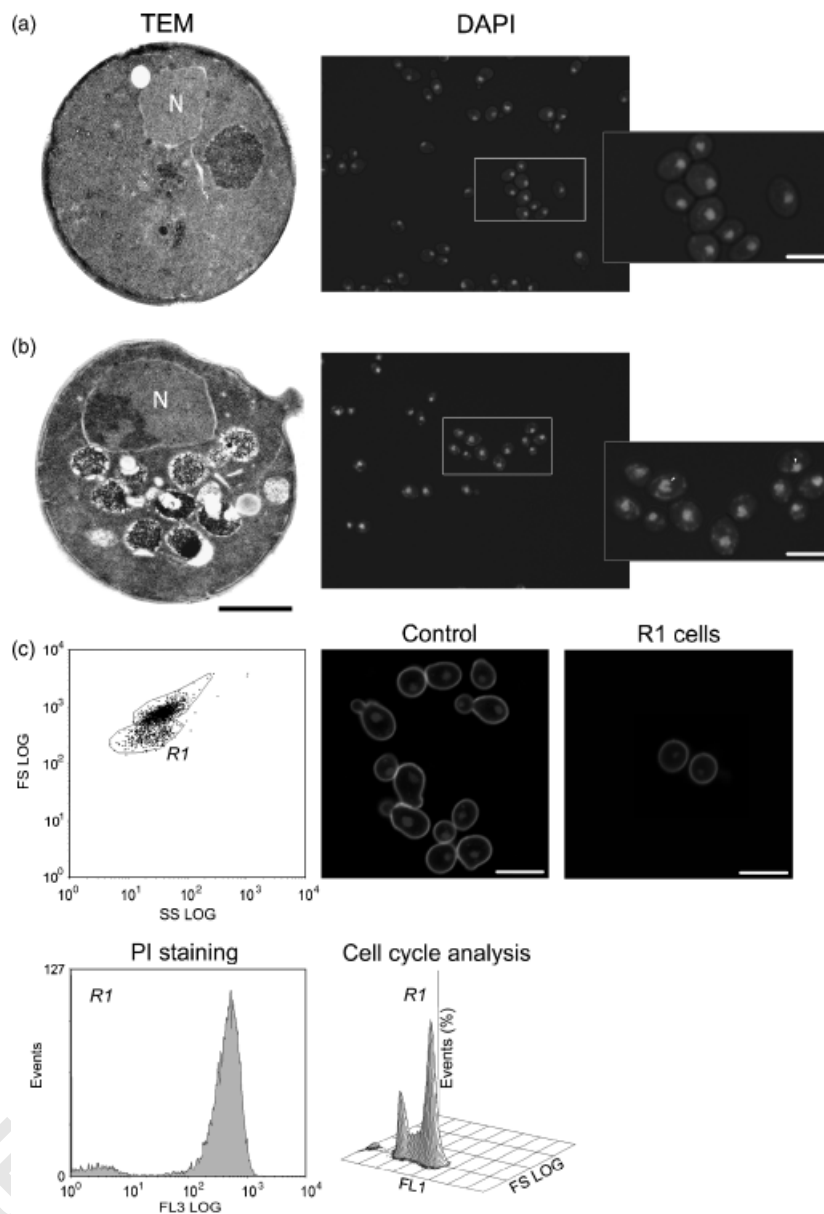 (a) TEM DAPI
N
(b)
N
(c) Control R1 cells
10⁴
10³
10²
10¹
10⁰
FS LOG
R1
10⁰ 10¹ 10² 10³ 10⁴
SS LOG
PI staining Cell cycle analysis
127
R1
Events
0
10⁰ 10¹ 10² 10⁻³ 10⁴
FL3 LOG
R1
Events (%)
FL1
FS LOG